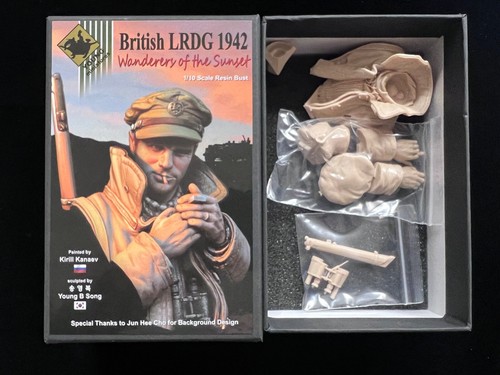 British LRDG 1942
Wanderers of the Sunset
1/10 Scale Resin Bust
Painted by
Kirill Kanaev
sculpted by
송 영 복
Young B Song
Special Thanks to Jun Hee Cho for Background Design